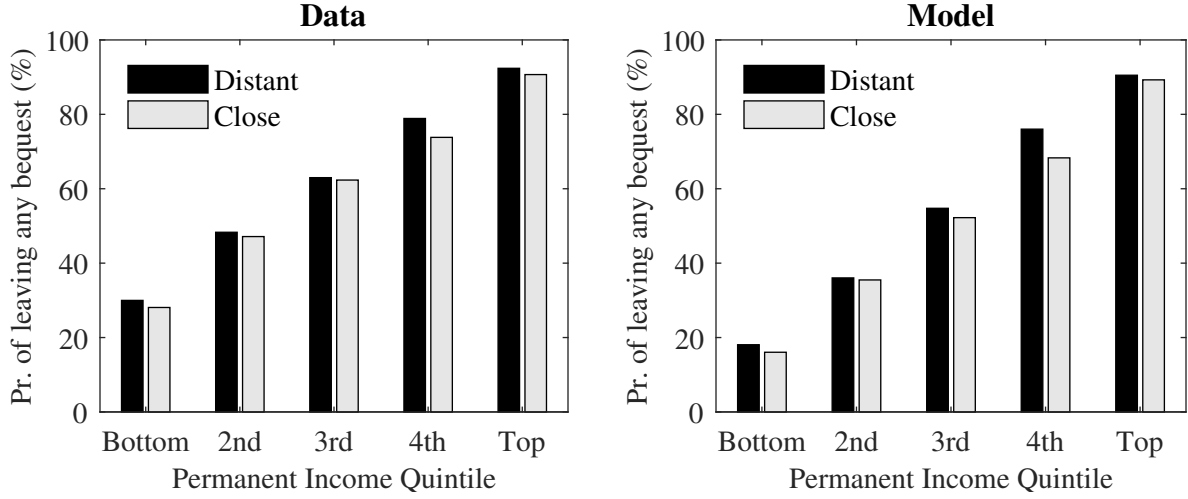 Data
Pr. of leaving any bequest (%)
100
80
60
40
20
0
Distant
Close
Bottom 2nd 3rd 4th Top
Permanent Income Quintile
Model
Pr. of leaving any bequest (%)
100
80
60
40
20
0
Distant
Close
Bottom 2nd 3rd 4th Top
Permanent Income Quintile